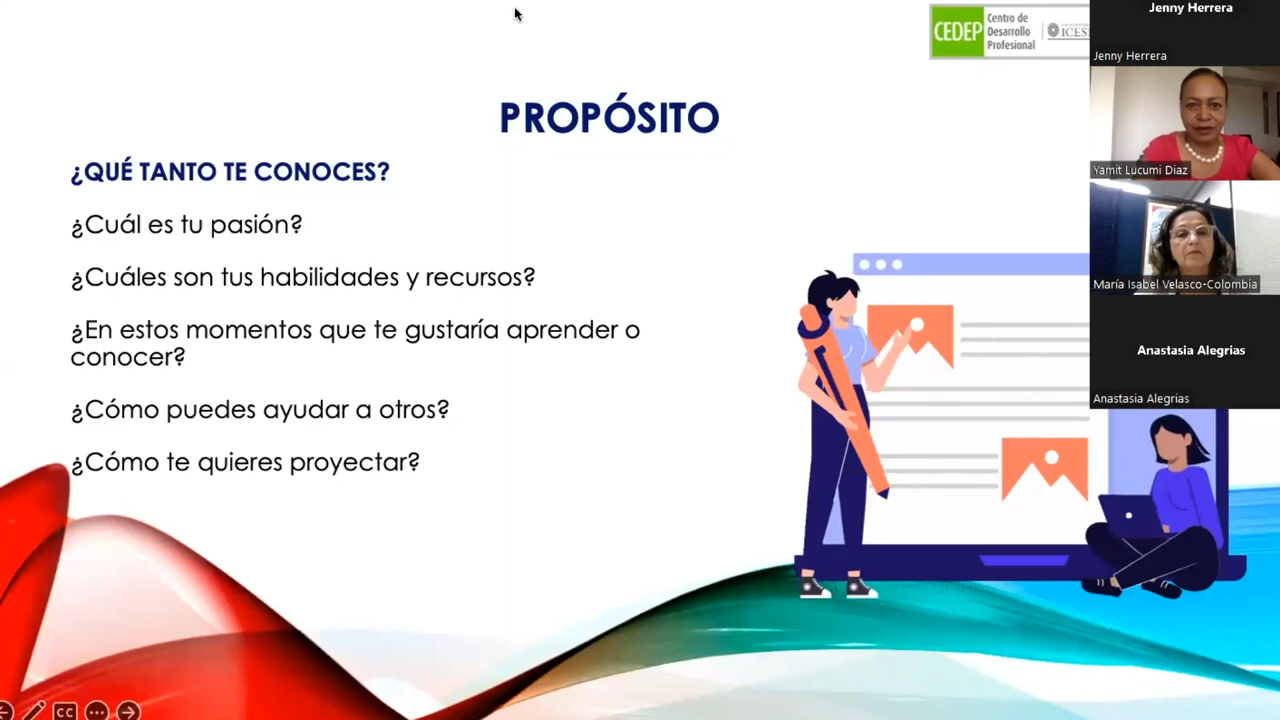 CEDEP
Centro de
Desarrollo
Profesional
ICES
PROPÓSITO
¿QUÉ TANTO TE CONOCES?
¿Cuál es tu pasión?
¿Cuáles son tus habilidades y recursos?
¿En estos momentos que te gustaría aprender o
conocer?
¿Cómo puedes ayudar a otros?
¿Cómo te quieres proyectar?
Jenny Herrera
Jenny Herrera
Yamit Lucumi Diaz
María Isabel Velasco-Colombia
Anastasia Alegrias
Anastasia Alegrias
CC